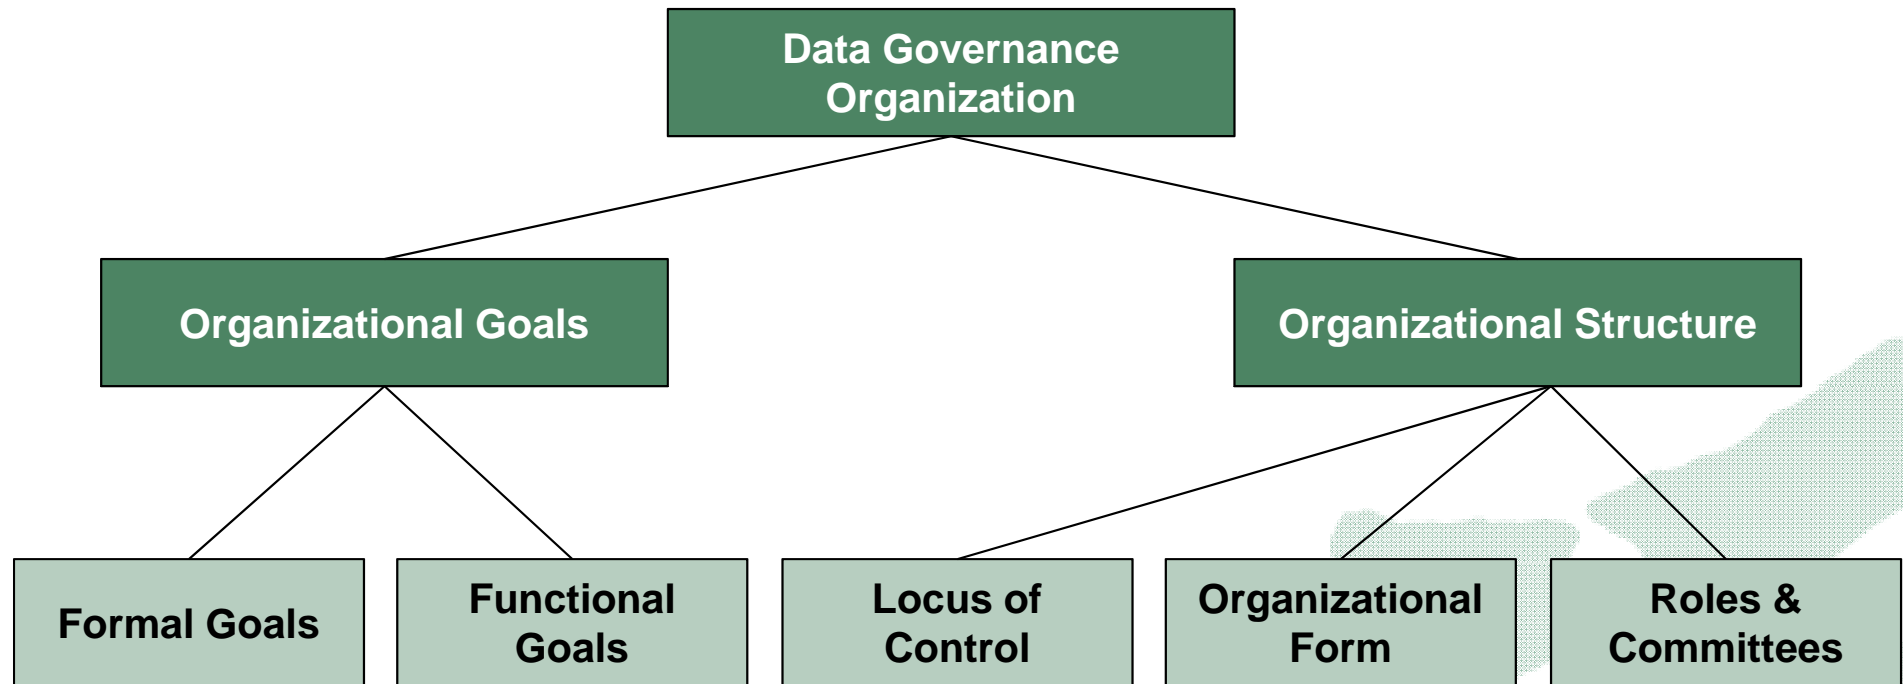 Data Governance
Organization
Organizational Goals
Organizational Structure
Formal Goals
Functional
Goals
Locus of
Control
Organizational
Form
Roles &
Committees